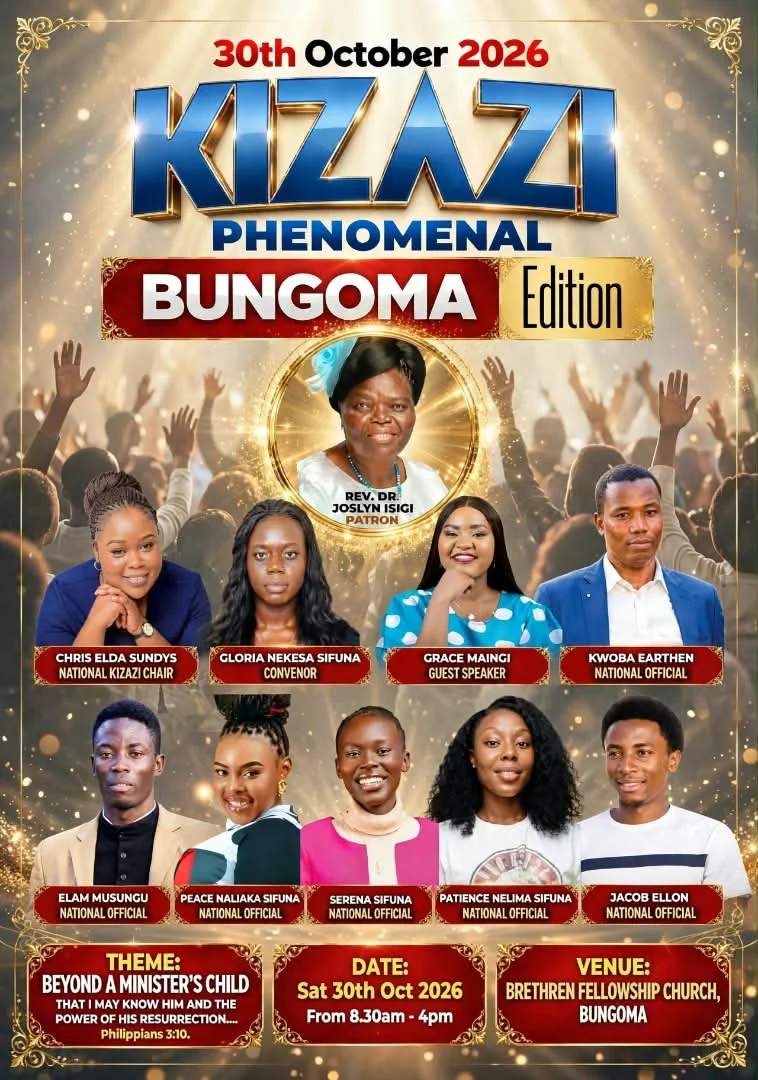 30th October 2026
KIZAZI
PHENOMENAL
BUNGOMA Edition
REV. DR.
JOSLYN ISIGI
PATRON
CHRIS ELDA SUNDYS
NATIONAL KIZAZI CHAIR
GLORIA NEKESA SIFUNA
CONVENOR
GRACE MAINGI
GUEST SPEAKER
KWOBA EARTHEN
NATIONAL OFFICIAL
ELAM MUSUNGU
NATIONAL OFFICIAL
PEACE NALIAKA SIFUNA
NATIONAL OFFICIAL
SERENA SIFUNA
NATIONAL OFFICIAL
PATIENCE NELIMA SIFUNA
NATIONAL OFFICIAL
JACOB ELLON
NATIONAL OFFICIAL
THEME:
BEYOND A MINISTER'S CHILD
THAT I MAY KNOW HIM AND THE
POWER OF HIS RESURRECTION....
Philippians 3:10.
DATE:
Sat 30th Oct 2026
From 8.30am - 4pm
VENUE:
BRETHREN FELLOWSHIP CHURCH,
BUNGOMA